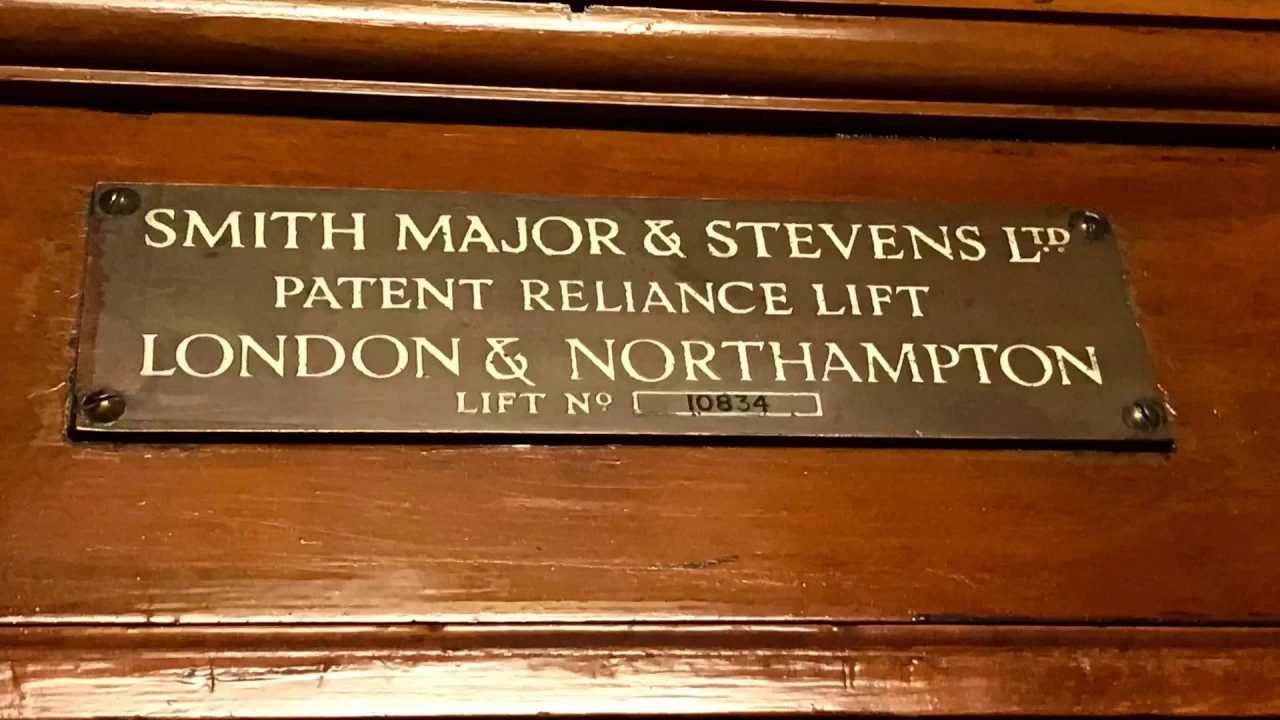 SMITH MAJOR & STEVENS LTD
PATENT RELIANCE LIFT
LONDON & NORTHAMPTON
LIFT Nº 10834